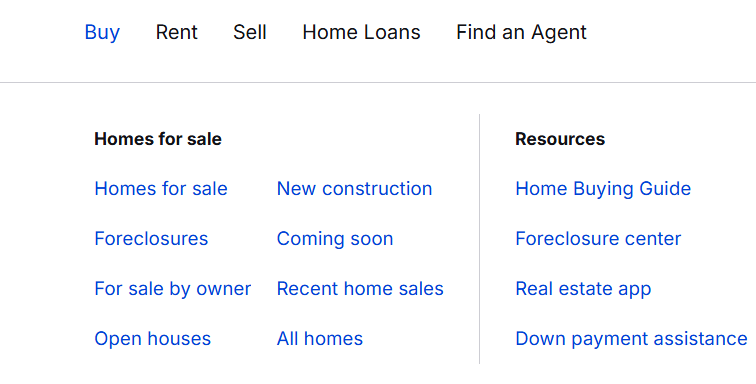 Buy Rent Sell Home Loans Find an Agent
Homes for sale
Homes for sale
Foreclosures
For sale by owner
Open houses
New construction
Coming soon
Recent home sales
All homes
Resources
Home Buying Guide
Foreclosure center
Real estate app
Down payment assistance